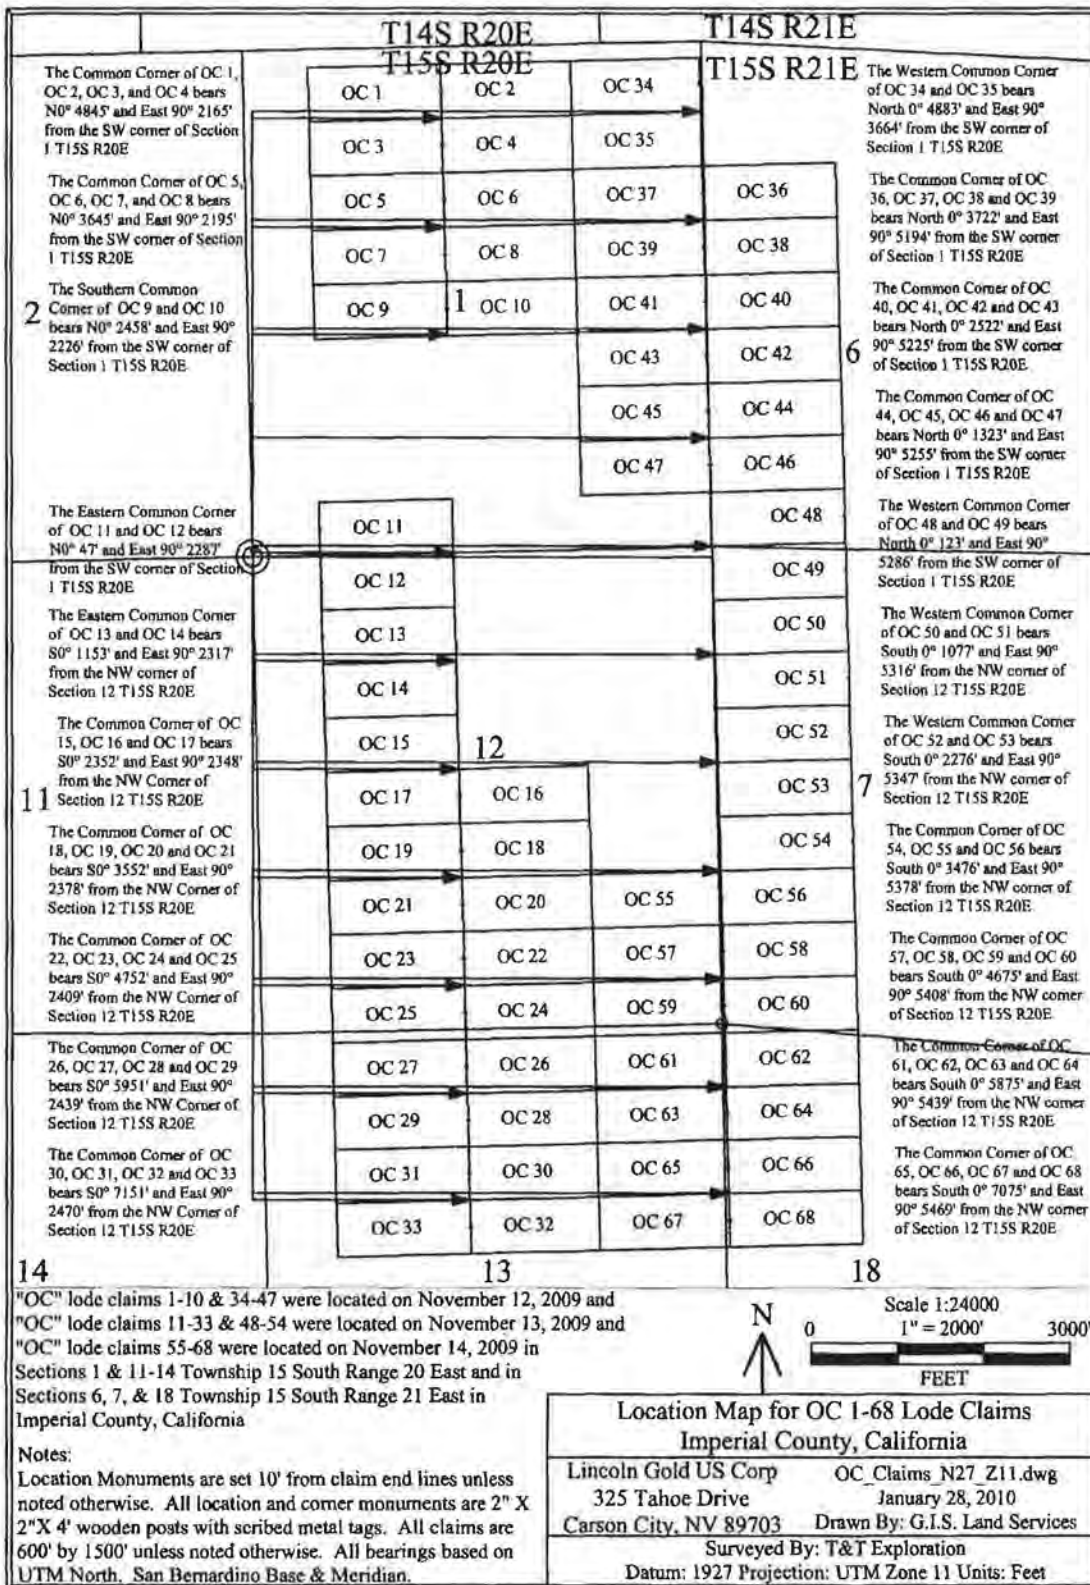 T14S R20E
T14S R21E
T15S R20E
T15S R21E
The Common Corner of OC 1,
OC 2, OC 3, and OC 4 bears
N0° 4845' and East 90° 2165'
from the SW corner of Section
1 T15S R20E
The Common Corner of OC 5,
OC 6, OC 7, and OC 8 bears
N0° 3645' and East 90° 2195'
from the SW corner of Section
1 T15S R20E
The Southern Common
Corner of OC 9 and OC 10
bears N0° 2458' and East 90°
2226' from the SW corner of
Section 1 T15S R20E
2
The Eastern Common Corner
of OC 11 and OC 12 bears
N0° 47' and East 90° 2287'
from the SW corner of Section
1 T15S R20E
The Eastern Common Corner
of OC 13 and OC 14 bears
S0° 1153' and East 90° 2317'
from the NW corner of
Section 12 T15S R20E
The Common Corner of OC
15, OC 16 and OC 17 bears
S0° 2352' and East 90° 2348'
from the NW Corner of
Section 12 T15S R20E
11
The Common Corner of OC
18, OC 19, OC 20 and OC 21
bears S0° 3552' and East 90°
2378' from the NW Corner of
Section 12 T15S R20E
The Common Corner of OC
22, OC 23, OC 24 and OC 25
bears S0° 4752' and East 90°
2409' from the NW Corner of
Section 12 T15S R20E
The Common Corner of OC
26, OC 27, OC 28 and OC 29
bears S0° 5951' and East 90°
2439' from the NW Corner of
Section 12 T15S R20E
The Common Corner of OC
30, OC 31, OC 32 and OC 33
bears S0° 7151' and East 90°
2470' from the NW Corner of
Section 12 T15S R20E
14
OC 1 OC 2 OC 34
OC 3 OC 4 OC 35
OC 5 OC 6 OC 37 OC 36
OC 7 OC 8 OC 39 OC 38
OC 9 1 OC 10 OC 41 OC 40
OC 43 OC 42
OC 45 OC 44
OC 47 OC 46
OC 11 OC 48
OC 12 OC 49
OC 13 OC 50
OC 14 OC 51
OC 15 12 OC 52
OC 17 OC 16 OC 53
OC 19 OC 18 OC 54
OC 21 OC 20 OC 55 OC 56
OC 23 OC 22 OC 57 OC 58
OC 25 OC 24 OC 59 OC 60
OC 27 OC 26 OC 61 OC 62
OC 29 OC 28 OC 63 OC 64
OC 31 OC 30 OC 65 OC 66
OC 33 OC 32 OC 67 OC 68
13
The Western Common Corner
of OC 34 and OC 35 bears
North 0° 4883' and East 90°
3664' from the SW corner of
Section 1 T15S R20E
The Common Corner of OC
36, OC 37, OC 38 and OC 39
bears North 0° 3722' and East
90° 5194' from the SW corner
of Section 1 T15S R20E
The Common Corner of OC
40, OC 41, OC 42 and OC 43
bears North 0° 2522' and East
90° 5225' from the SW corner
of Section 1 T15S R20E
6
The Common Corner of OC
44, OC 45, OC 46 and OC 47
bears North 0° 1323' and East
90° 5255' from the SW corner
of Section 1 T15S R20E
The Western Common Corner
of OC 48 and OC 49 bears
North 0° 123' and East 90°
5286' from the SW corner of
Section 1 T15S R20E
The Western Common Corner
of OC 50 and OC 51 bears
South 0° 1077' and East 90°
5316' from the NW corner of
Section 12 T15S R20E
The Western Common Corner
of OC 52 and OC 53 bears
South 0° 2276' and East 90°
5347' from the NW corner of
Section 12 T15S R20E
7
The Common Corner of OC
54, OC 55 and OC 56 bears
South 0° 3476' and East 90°
5378' from the NW corner of
Section 12 T15S R20E
The Common Corner of OC
57, OC 58, OC 59 and OC 60
bears South 0° 4675' and East
90° 5408' from the NW corner
of Section 12 T15S R20E
The Common Corner of OC
61, OC 62, OC 63 and OC 64
bears South 0° 5875' and East
90° 5439' from the NW corner
of Section 12 T15S R20E
The Common Corner of OC
65, OC 66, OC 67 and OC 68
bears South 0° 7075' and East
90° 5469' from the NW corner
of Section 12 T15S R20E
18
"OC" lode claims 1-10 & 34-47 were located on November 12, 2009 and
"OC" lode claims 11-33 & 48-54 were located on November 13, 2009 and
"OC" lode claims 55-68 were located on November 14, 2009 in
Sections 1 & 11-14 Township 15 South Range 20 East and in
Sections 6, 7, & 18 Township 15 South Range 21 East in
Imperial County, California
Notes:
Location Monuments are set 10' from claim end lines unless
noted otherwise. All location and corner monuments are 2" X
2"X 4' wooden posts with scribed metal tags. All claims are
600' by 1500' unless noted otherwise. All bearings based on
UTM North. San Bernardino Base & Meridian.
N
Scale 1:24000
0 1" = 2000' 3000'
FEET
Location Map for OC 1-68 Lode Claims
Imperial County, California
Lincoln Gold US Corp
325 Tahoe Drive
Carson City, NV 89703
OC_Claims_N27_Z11.dwg
January 28, 2010
Drawn By: G.I.S. Land Services
Surveyed By: T&T Exploration
Datum: 1927 Projection: UTM Zone 11 Units: Feet